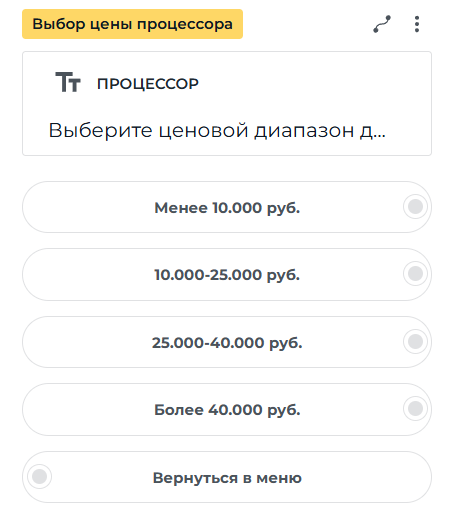 Выбор цены процессора
Тт ПРОЦЕССОР
Выберите ценовой диапазон д...
Менее 10.000 руб.
10.000-25.000 руб.
25.000-40.000 руб.
Более 40.000 руб.
Вернуться в меню